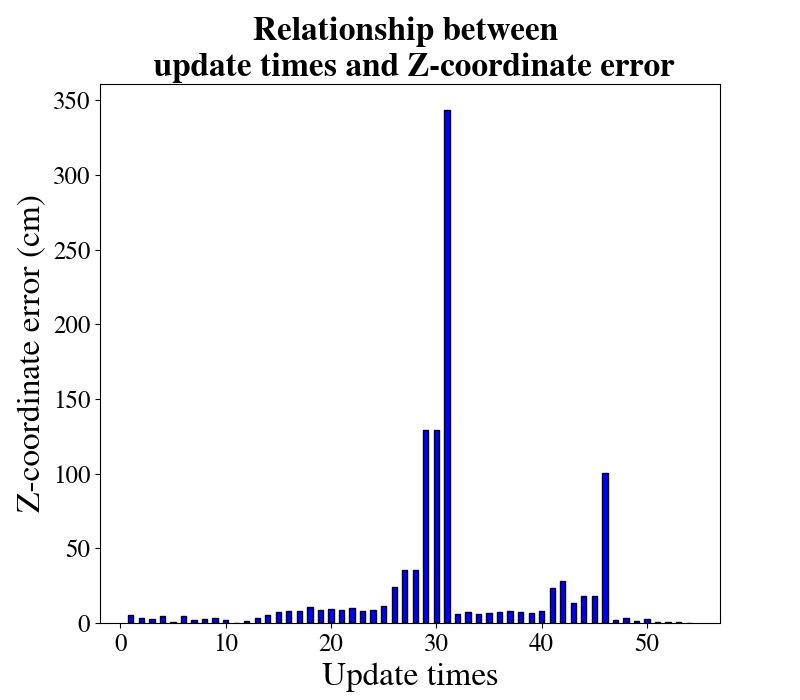 Relationship between
update times and Z-coordinate error
Z-coordinate error (cm)
350
300
250
200
150
100
50
0
0 10 20 30 40 50
Update times